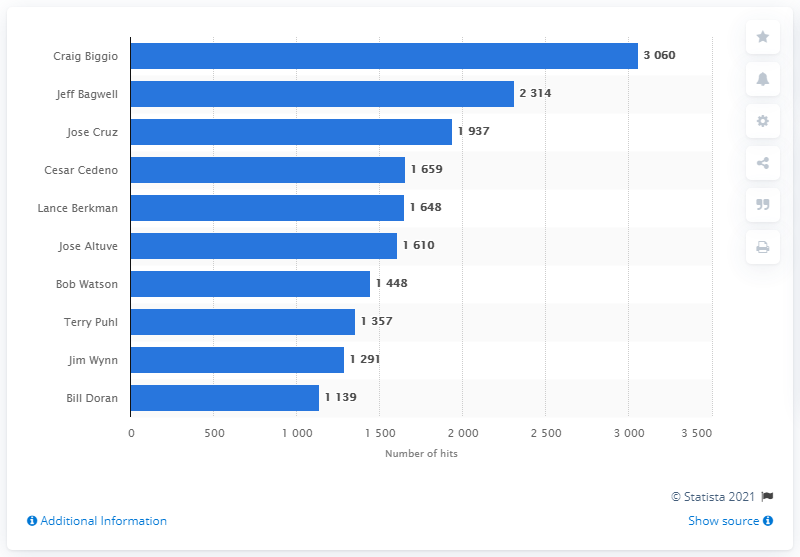 Craig Biggio 3 060
Jeff Bagwell 2 314
Jose Cruz 1 937
Cesar Cedeno 1 659
Lance Berkman 1 648
Jose Altuve 1 610
Bob Watson 1 448
Terry Puhl 1 357
Jim Wynn 1 291
Bill Doran 1 139
0 500 1 000 1 500 2 000 2 500 3 000 3 500
Number of hits
© Statista 2021
Additional Information Show source